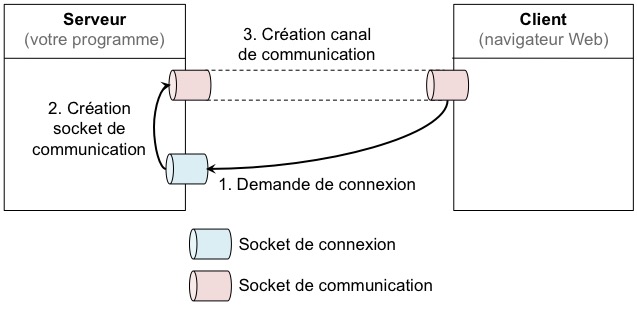 Serveur
(votre programme)
Client
(navigateur Web)
3. Création canal
de communication
2. Création
socket de
communication
1. Demande de connexion
Socket de connexion
Socket de communication